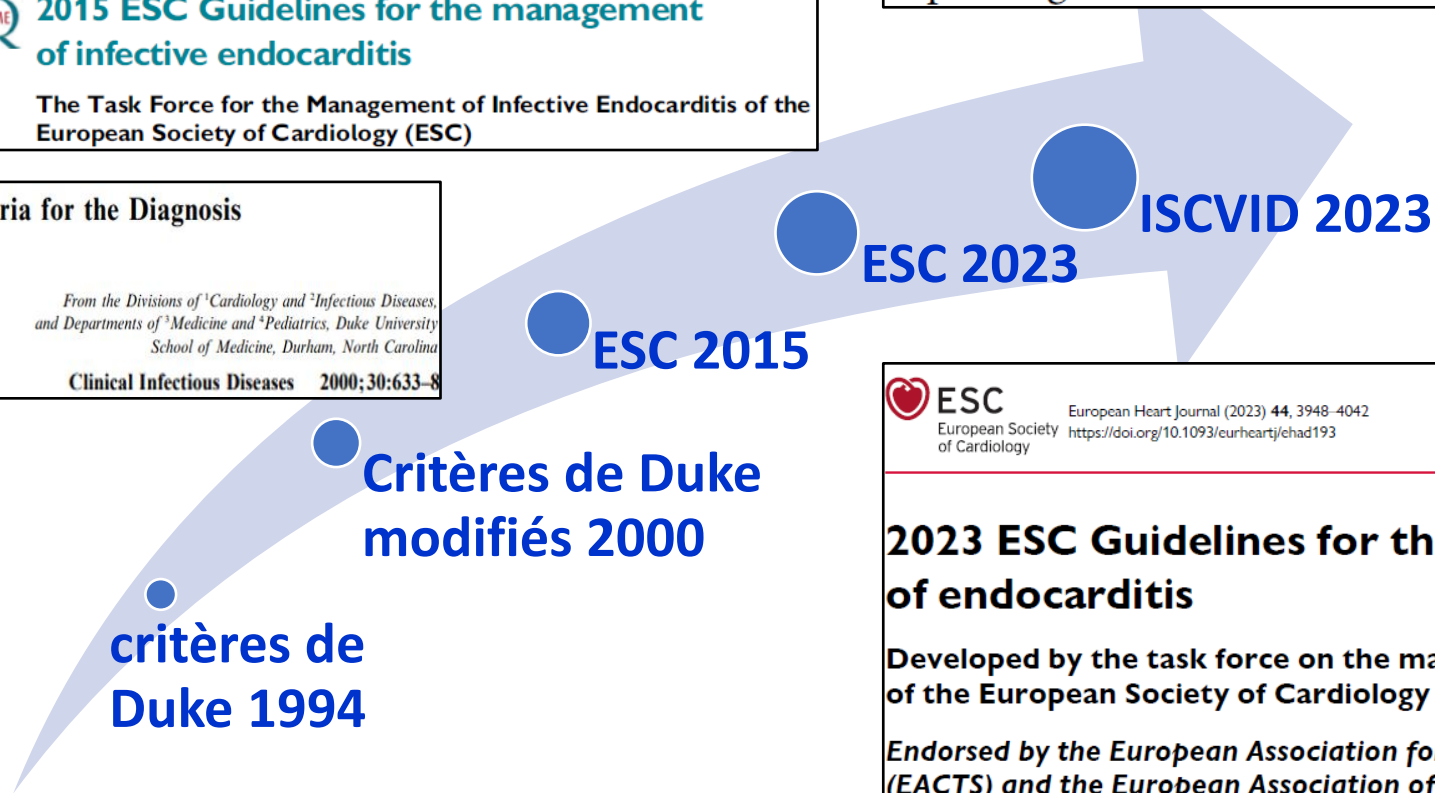 2015 ESC Guidelines for the management
of infective endocarditis
The Task Force for the Management of Infective Endocarditis of the
European Society of Cardiology (ESC)
for the Diagnosis
From the Divisions of ¹Cardiology and ²Infectious Diseases,
and Departments of ³Medicine and ⁴Pediatrics, Duke University
School of Medicine, Durham, North Carolina
Clinical Infectious Diseases 2000;30:633–8
ISCVID 2023
ESC 2023
ESC 2015
Critères de Duke
modifiés 2000
critères de
Duke 1994
ESC
European Society
of Cardiology
European Heart Journal (2023) 44, 3948–4042
https://doi.org/10.1093/eurheartj/ehad193
2023 ESC Guidelines for th
of endocarditis
Developed by the task force on the ma
of the European Society of Cardiology
Endorsed by the European Association fo
(EACTS) and the European Association of